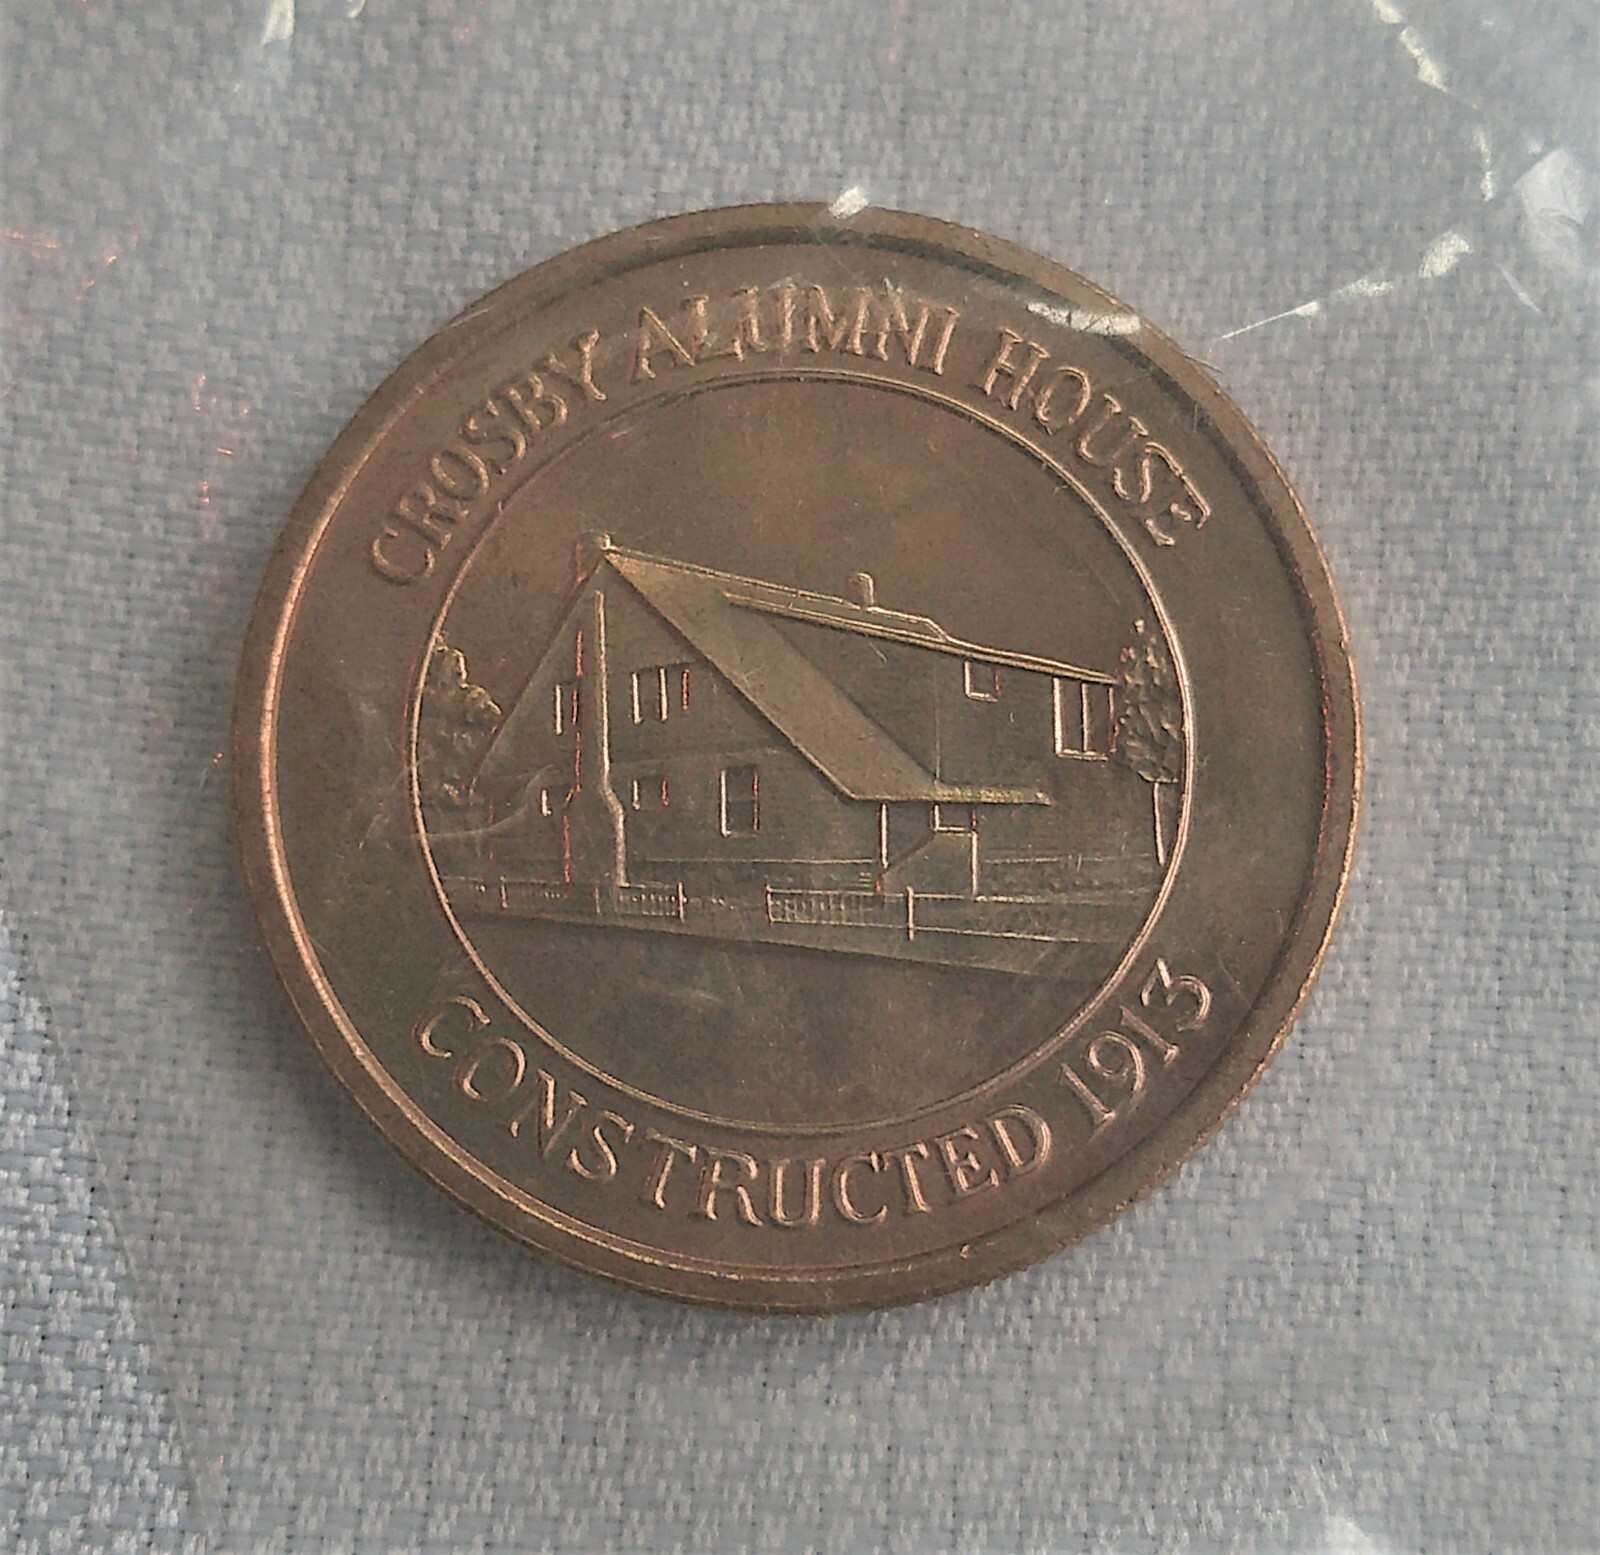 CROSBY ALUMNI HOUSE
CONSTRUCTED 1913